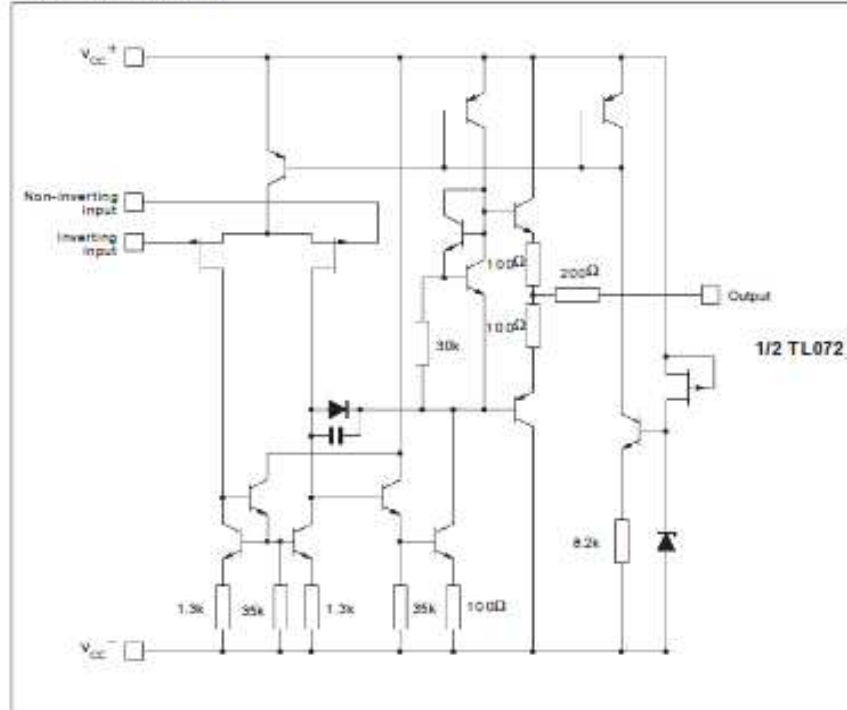 VCC+
Non-inverting
input
Inverting
input
100Ω
200Ω
Output
100Ω
30k
1/2 TL072
8.2k
1.3k
35k
1.3k
35k
100Ω
VCC−